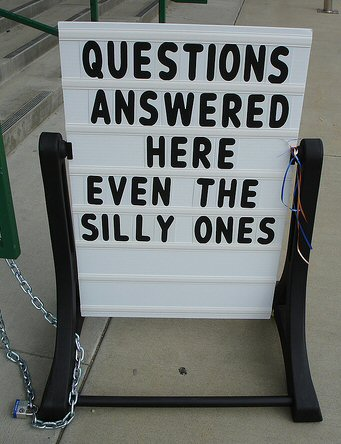 QUESTIONS
ANSWERED
HERE
EVEN THE
SILLY ONES